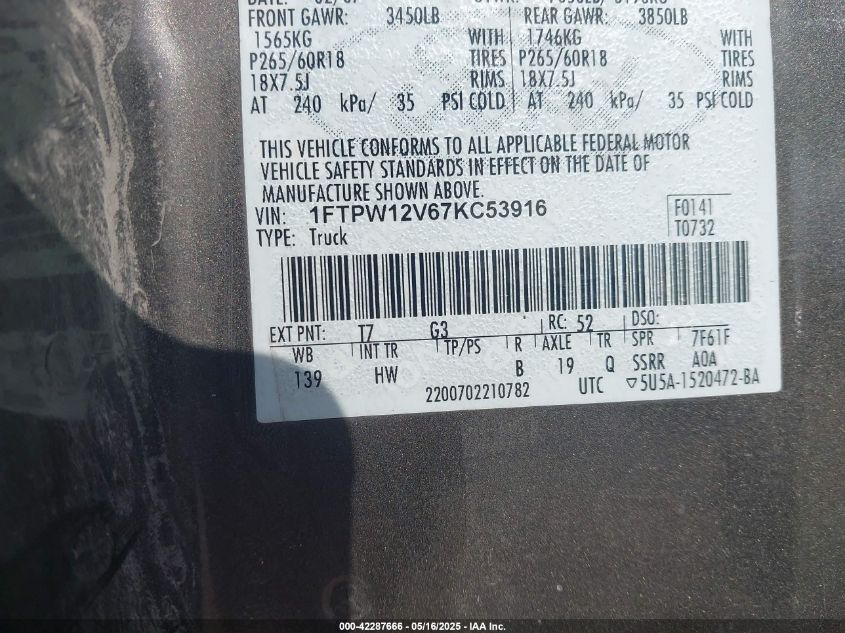 FRONT GAWR: 3450LB REAR GAWR: 3850LB
1565KG WITH 1746KG WITH
P265/60R18 TIRES P265/60R18 TIRES
18X7.5J RIMS 18X7.5J RIMS
AT 240 kPa/ 35 PSI COLD AT 240 kPa/ 35 PSI COLD
THIS VEHICLE CONFORMS TO ALL APPLICABLE FEDERAL MOTOR
VEHICLE SAFETY STANDARDS IN EFFECT ON THE DATE OF
MANUFACTURE SHOWN ABOVE.
VIN: 1FTPW12V67KC53916 F0141
TYPE: Truck T0732
EXT PNT: T7 G3 RC: 52 DSO:
WB INT TR TP/PS R AXLE TR SPR 7F61F
139 HW B 19 Q SSRR A0A
2200702210782 UTC ▽5U5A-1520472-BA
000-42287666 - 05/16/2025 - IAA Inc.